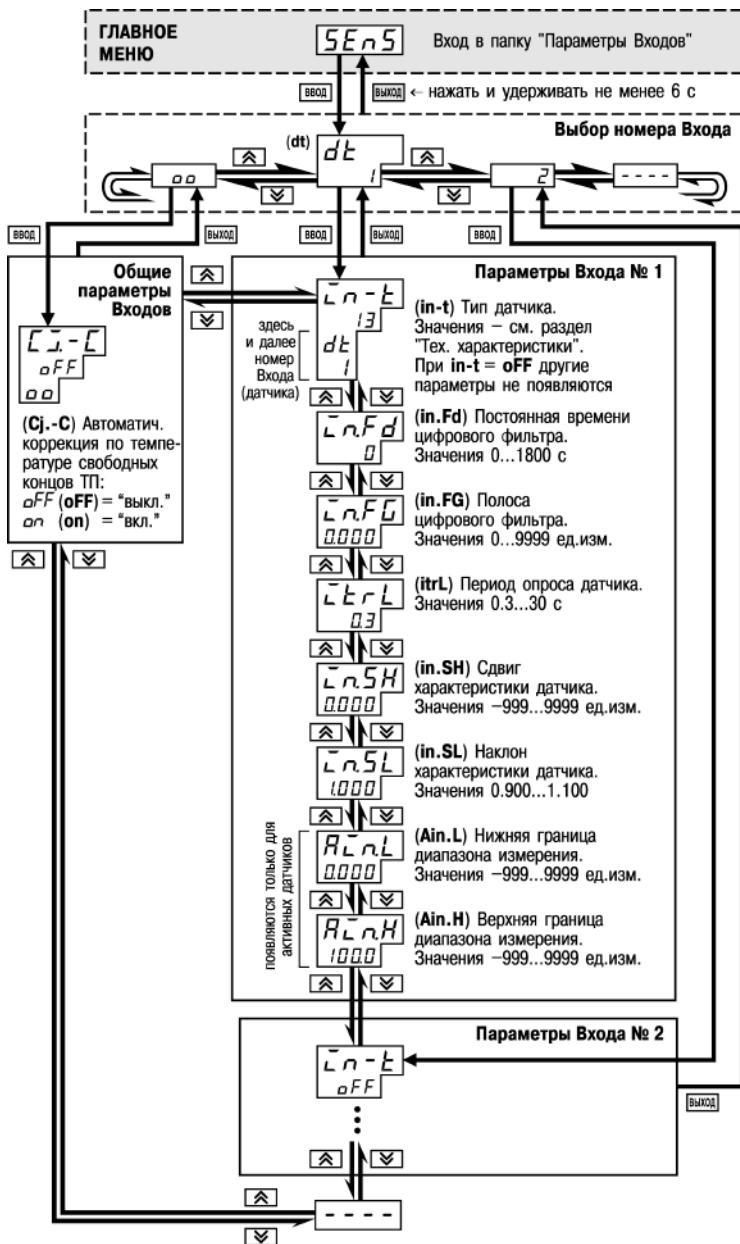 ГЛАВНОЕ
МЕНЮ
SEnS
Вход в папку "Параметры Входов"
ВВОД
ВЫХОД
← нажать и удерживать не менее 6 с
Выбор номера Входа
(dt)
dt
1
oo
2
----
ВВОД
ВЫХОД
ВВОД
ВЫХОД
ВВОД
Общие
параметры
Входов
Cj.-C
oFF
oo
(Cj.-C) Автоматич.
коррекция по темпе-
ратуре свободных
концов ТП:
oFF (oFF) = "выкл."
on (on) = "вкл."
Параметры Входа № 1
in-t
13
dt
1
здесь
и далее
номер
Входа
(датчика)
(in-t) Тип датчика.
Значения – см. раздел
"Тех. характеристики".
При in-t = oFF другие
параметры не появляются
in.Fd
0
(in.Fd) Постоянная времени
цифрового фильтра.
Значения 0...1800 с
in.FG
0.000
(in.FG) Полоса
цифрового фильтра.
Значения 0...9999 ед.изм.
itrL
0.3
(itrL) Период опроса датчика.
Значения 0.3...30 с
in.SH
0.000
(in.SH) Сдвиг
характеристики датчика.
Значения –999...9999 ед.изм.
in.SL
1.000
(in.SL) Наклон
характеристики датчика.
Значения 0.900...1.100
появляются только для
активных датчиков
Ain.L
0.000
(Ain.L) Нижняя граница
диапазона измерения.
Значения –999...9999 ед.изм.
Ain.H
100.0
(Ain.H) Верхняя граница
диапазона измерения.
Значения –999...9999 ед.изм.
Параметры Входа № 2
in-t
oFF
ВЫХОД
----